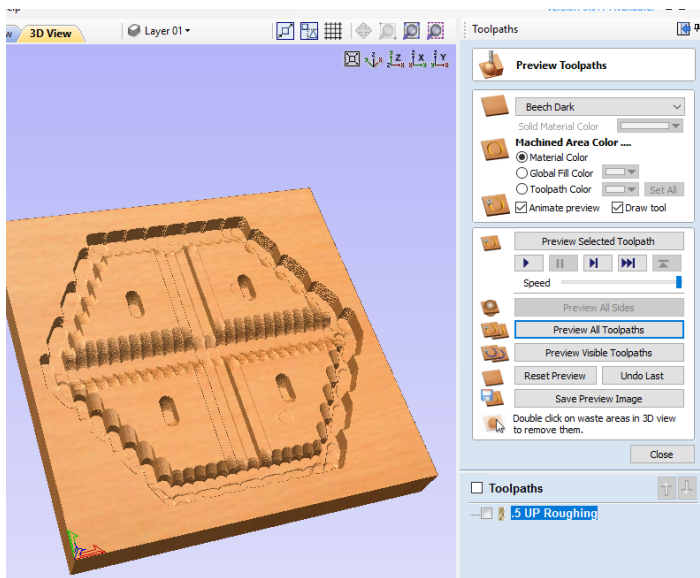 3D View
Layer 01
Toolpaths
Preview Toolpaths
Beech Dark
Solid Material Color
Machined Area Color ....
Material Color
Global Fill Color
Toolpath Color
Set All
Animate preview
Draw tool
Preview Selected Toolpath
Speed
Preview All Sides
Preview All Toolpaths
Preview Visible Toolpaths
Reset Preview
Undo Last
Save Preview Image
Double click on waste areas in 3D view
to remove them.
Close
Toolpaths
.5 UP Roughing